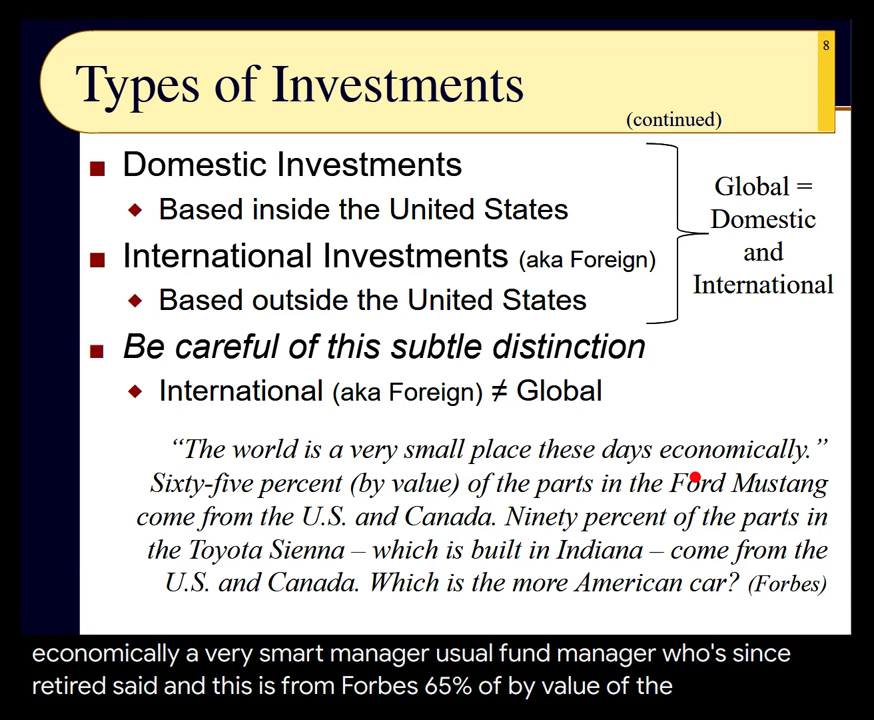 8
Types of Investments
(continued)
■ Domestic Investments
◆ Based inside the United States
■ International Investments (aka Foreign)
◆ Based outside the United States
Global =
Domestic
and
International
■ Be careful of this subtle distinction
◆ International (aka Foreign) ≠ Global
“The world is a very small place these days economically.”
Sixty-five percent (by value) of the parts in the Ford Mustang
come from the U.S. and Canada. Ninety percent of the parts in
the Toyota Sienna – which is built in Indiana – come from the
U.S. and Canada. Which is the more American car? (Forbes)
economically a very smart manager usual fund manager who's since
retired said and this is from Forbes 65% of by value of the